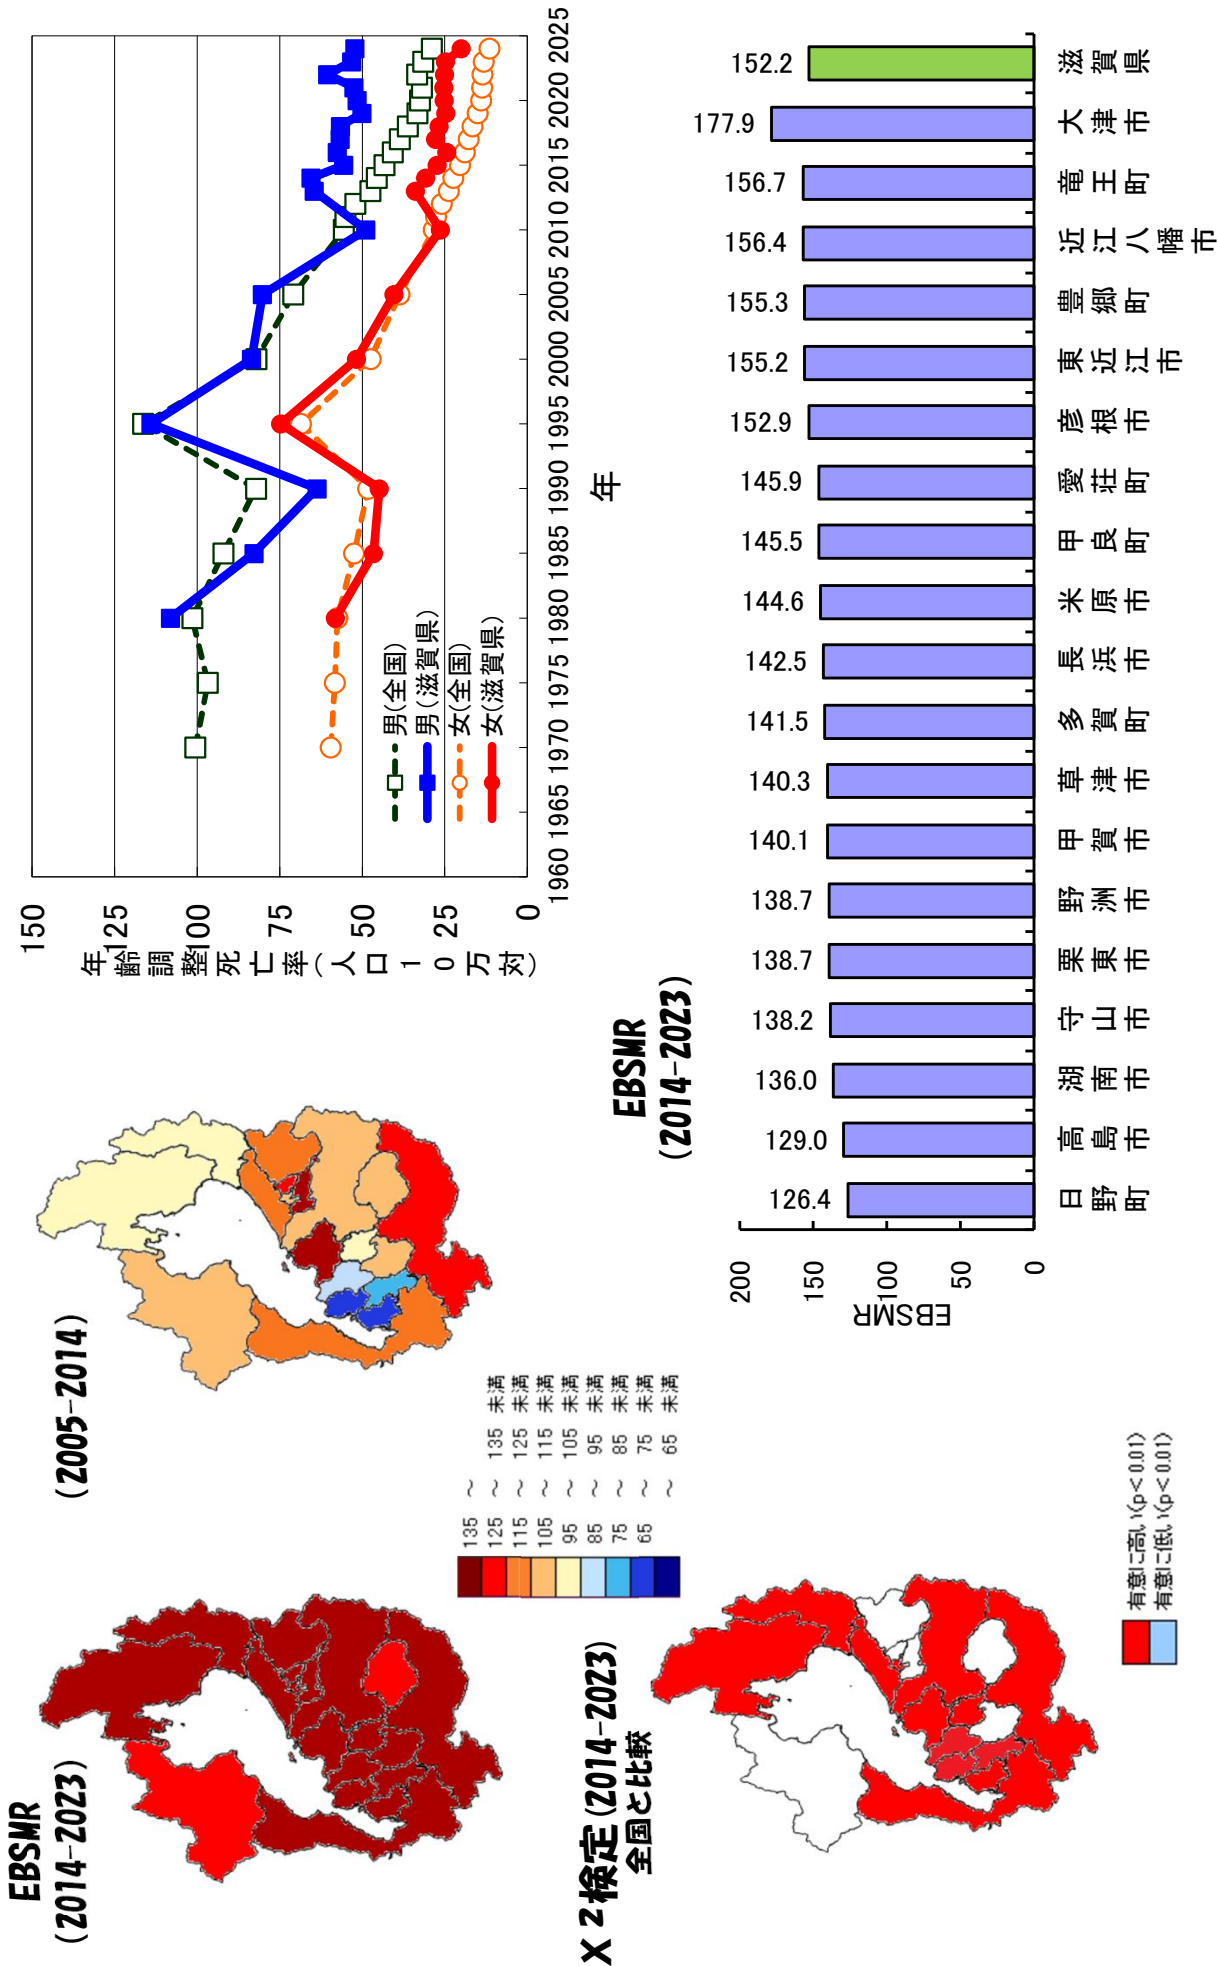 EBSMR
(2014-2023)
(2005-2014)
135 ～
125 ～ 135 未満
115 ～ 125 未満
105 ～ 115 未満
95 ～ 105 未満
85 ～ 95 未満
75 ～ 85 未満
65 ～ 75 未満
～ 65 未満
年齢調整死亡率(人口１０万対)
150
125
100
75
50
25
0
1960 1965 1970 1975 1980 1985 1990 1995 2000 2005 2010 2015 2020 2025
年
男(全国)
男(滋賀県)
女(全国)
女(滋賀県)
X2検定(2014-2023)
全国と比較
有意に高い(p<0.01)
有意に低い(p<0.01)
EBSMR
(2014-2023)
EBSMR
200
150
100
50
0
126.4 129.0 136.0 138.2 138.7 138.7 140.1 140.3 141.5 142.5 144.6 145.5 145.9 152.9 155.2 155.3 156.4 156.7 177.9 152.2
日野町 高島市 湖南市 守山市 栗東市 野洲市 甲賀市 草津市 多賀町 長浜市 米原市 甲良町 愛荘町 彦根市 東近江市 豊郷町 近江八幡市 竜王町 大津市 滋賀県